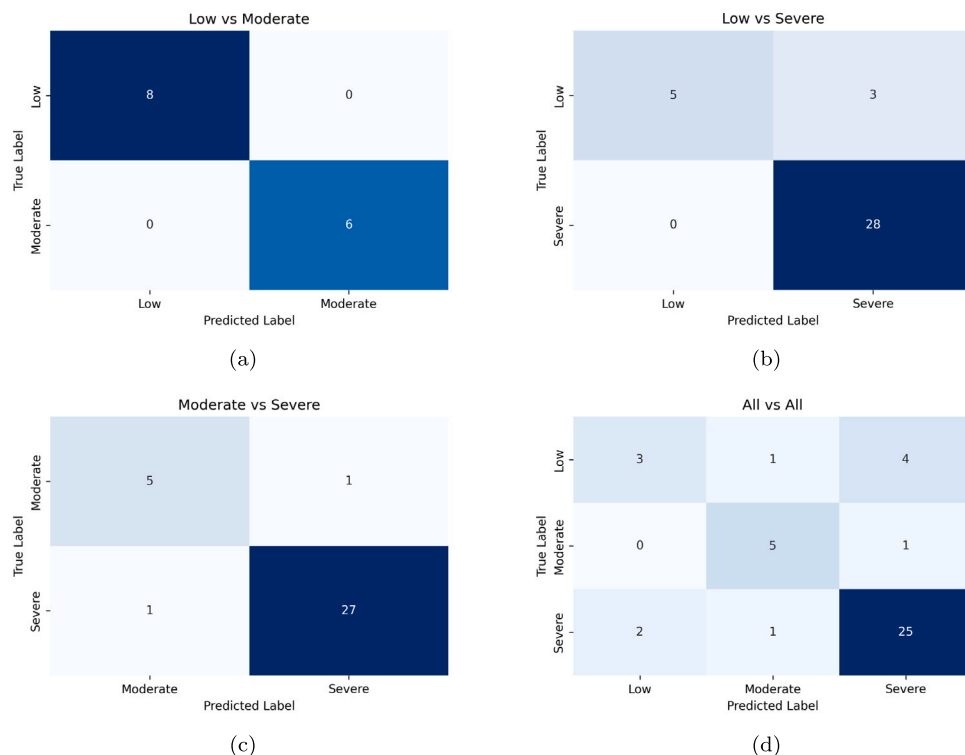 Low vs Moderate
True Label
Low
Moderate
8
0
0
6
Low
Moderate
Predicted Label
(a)
Low vs Severe
True Label
Low
Severe
5
3
0
28
Low
Severe
Predicted Label
(b)
Moderate vs Severe
True Label
Moderate
Severe
5
1
1
27
Moderate
Severe
Predicted Label
(c)
All vs All
True Label
Low
Moderate
Severe
3
1
4
0
5
1
2
1
25
Low
Moderate
Severe
Predicted Label
(d)